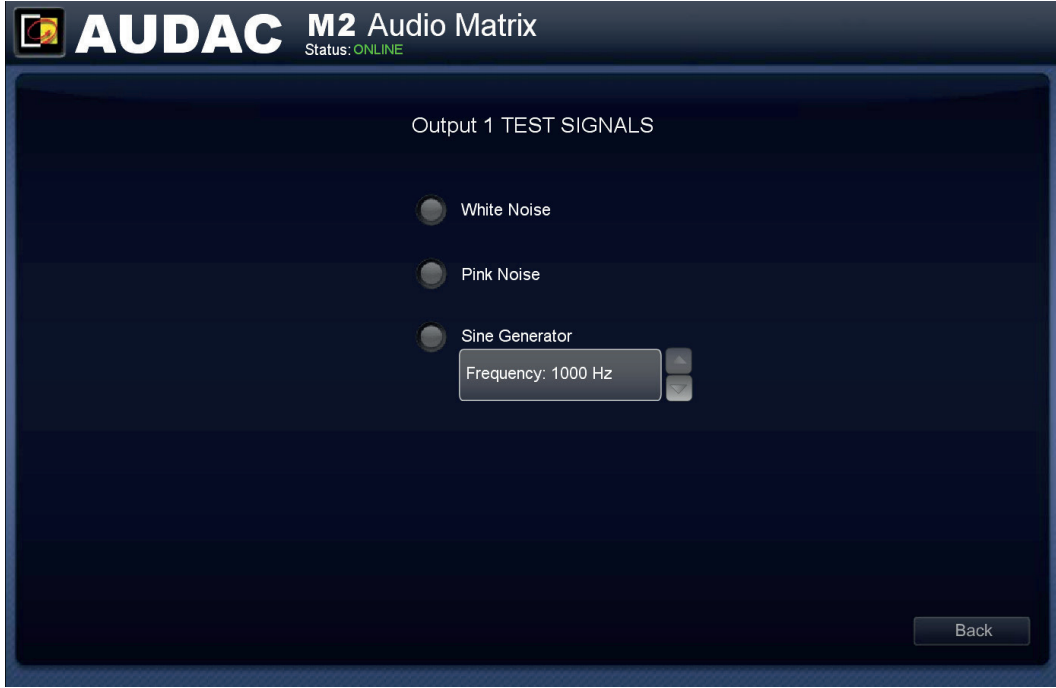 AUDAC M2 Audio Matrix
Status: ONLINE
Output 1 TEST SIGNALS
White Noise
Pink Noise
Sine Generator
Frequency: 1000 Hz
Back